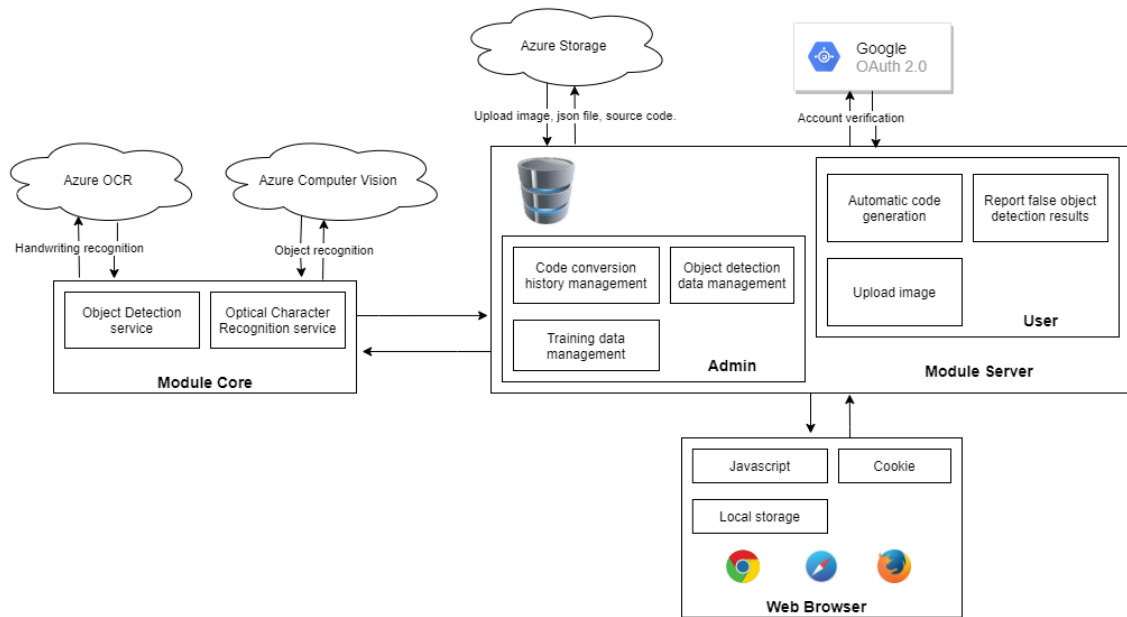 Azure Storage
Google
OAuth 2.0
Upload image, json file, source code.
Account verification
Azure OCR
Azure Computer Vision
Handwriting recognition
Object recognition
Object Detection
service
Optical Character
Recognition service
Module Core
Code conversion
history management
Object detection
data management
Training data
management
Admin
Automatic code
generation
Report false object
detection results
Upload image
User
Module Server
Javascript
Cookie
Local storage
Web Browser